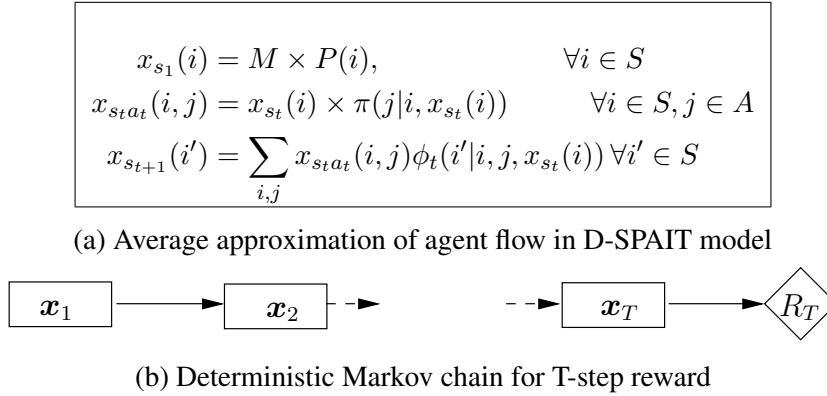 x_{s_1}(i) = M × P(i), ∀i ∈ S
x_{s_t a_t}(i, j) = x_{s_t}(i) × π(j|i, x_{s_t}(i)) ∀i ∈ S, j ∈ A
x_{s_{t+1}}(i') = ∑_{i,j} x_{s_t a_t}(i, j)ϕ_t(i'|i, j, x_{s_t}(i)) ∀i' ∈ S
(a) Average approximation of agent flow in D-SPAIT model
x_1 x_2 x_T R_T
(b) Deterministic Markov chain for T-step reward